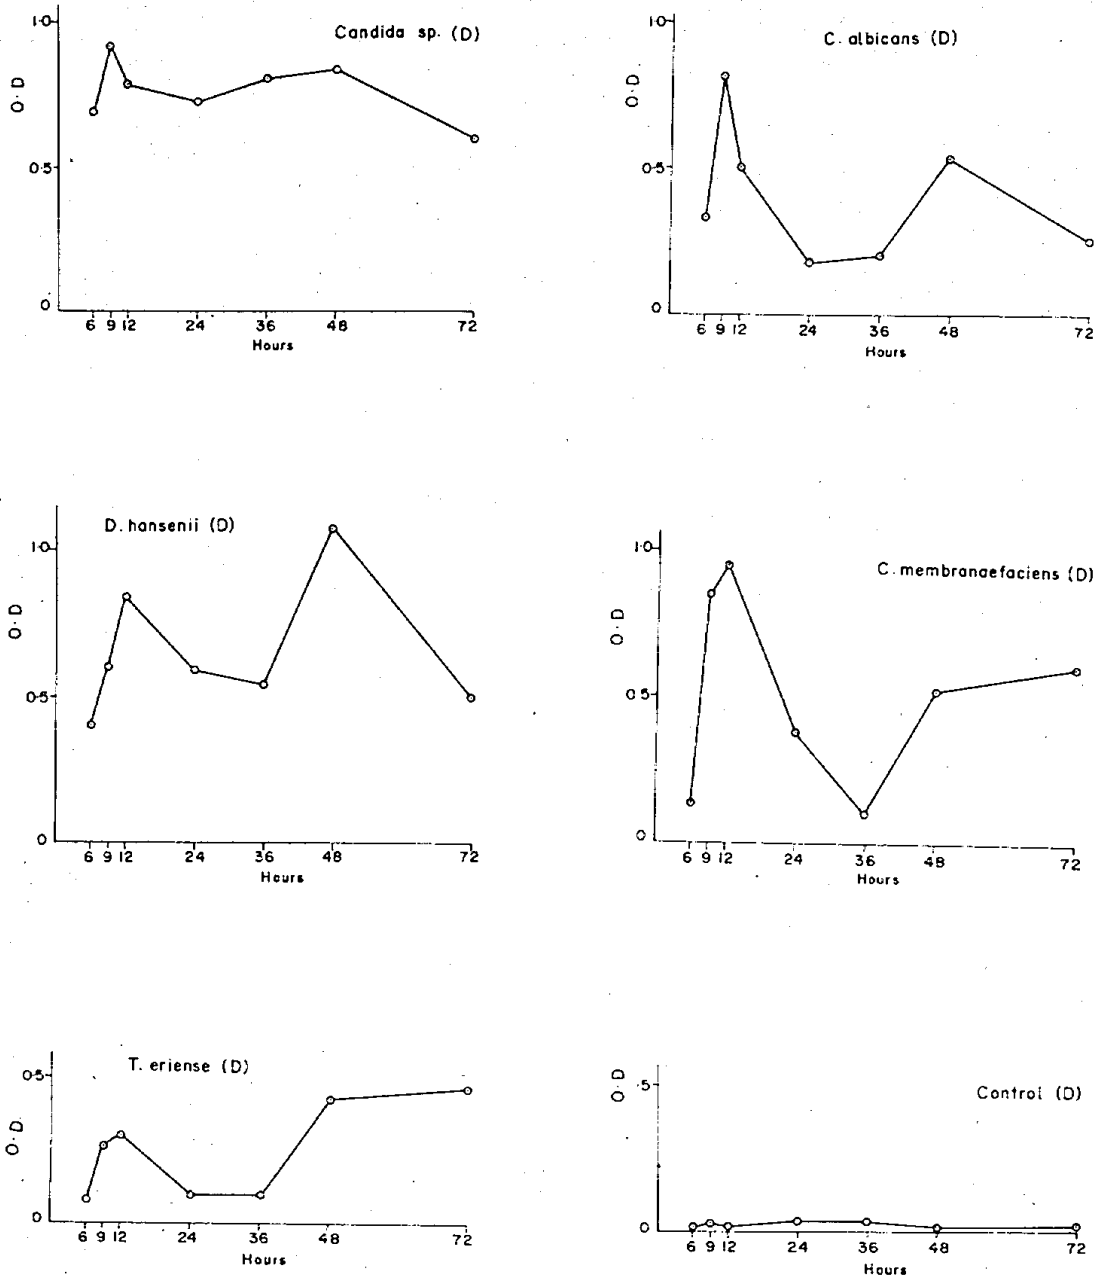 Candida sp. (D)
1·0
O·D
0·5
0
6 9 12 24 36 48 72
Hours
C. albicans (D)
1·0
O·D
0·5
0
6 9 12 24 36 48 72
Hours
D. hansenii (D)
1·0
O·D
0·5
0
6 9 12 24 36 48 72
Hours
C. membranaefaciens (D)
1·0
O·D
0·5
0
6 9 12 24 36 48 72
Hours
T. eriense (D)
0·5
O·D
0
6 9 12 24 36 48 72
Hours
Control (D)
O·D
·5
0
6 9 12 24 36 48 72
Hours